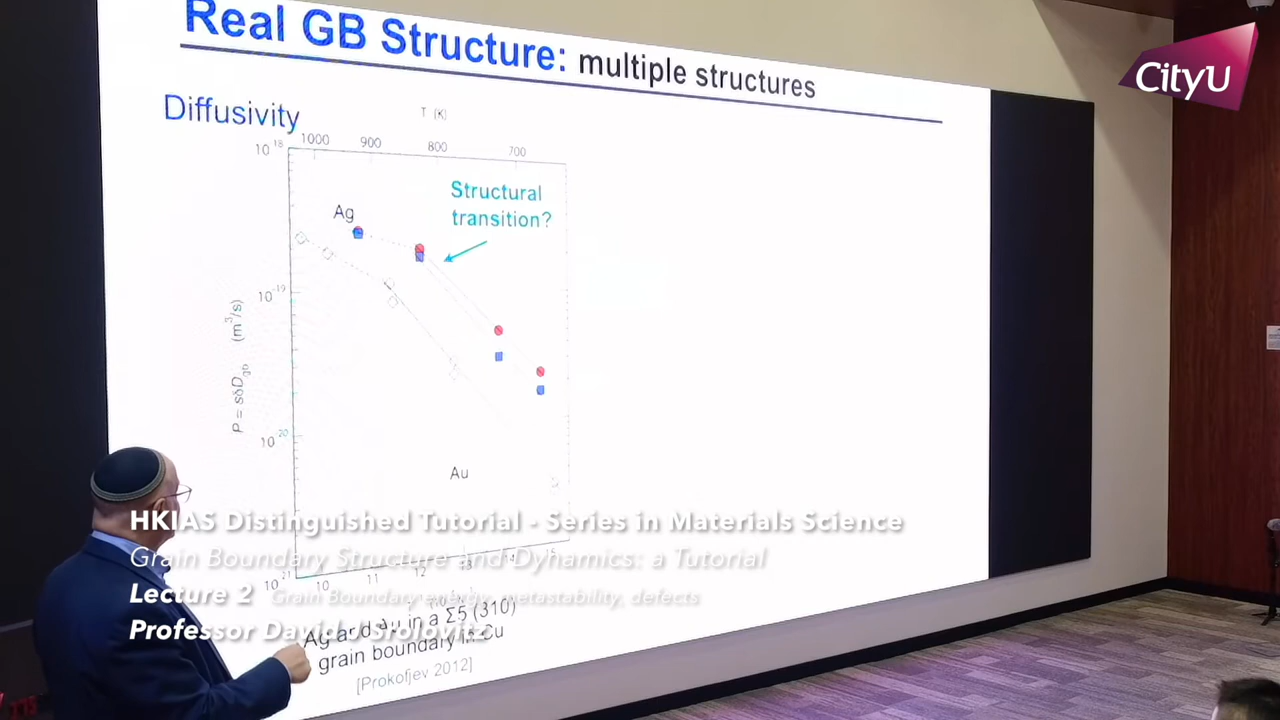 Real GB Structure: multiple structures
CityU
Diffusivity
T (K)
1000 900 800 700
10^18
Structural
transition?
Ag
10^-19
P = sδD_gb (m³/s)
10^-20
Au
10^-21
10 11 12 13 14
HKIAS Distinguished Tutorial - Series in Materials Science
Grain Boundary Structure and Dynamics: a Tutorial
Lecture 2 Grain Boundary energy, metastability, defects
Professor David J Srolovitz
Ag and Au in a Σ5 (310)
grain boundary in Cu
[Prokofjev 2012]